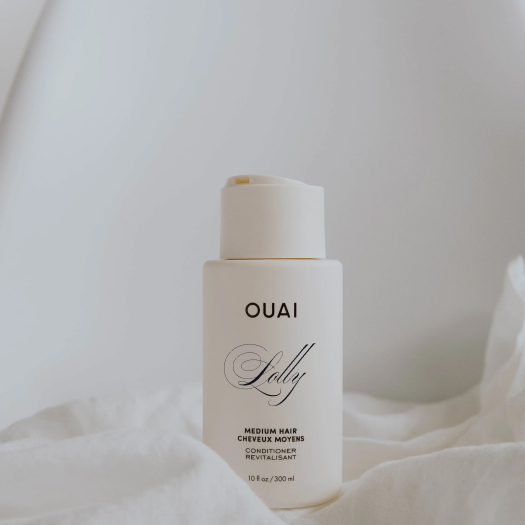 OUAI
Lolly
MEDIUM HAIR
CHEVEUX MOYENS
CONDITIONER
REVITALISANT
10 fl oz / 300 ml